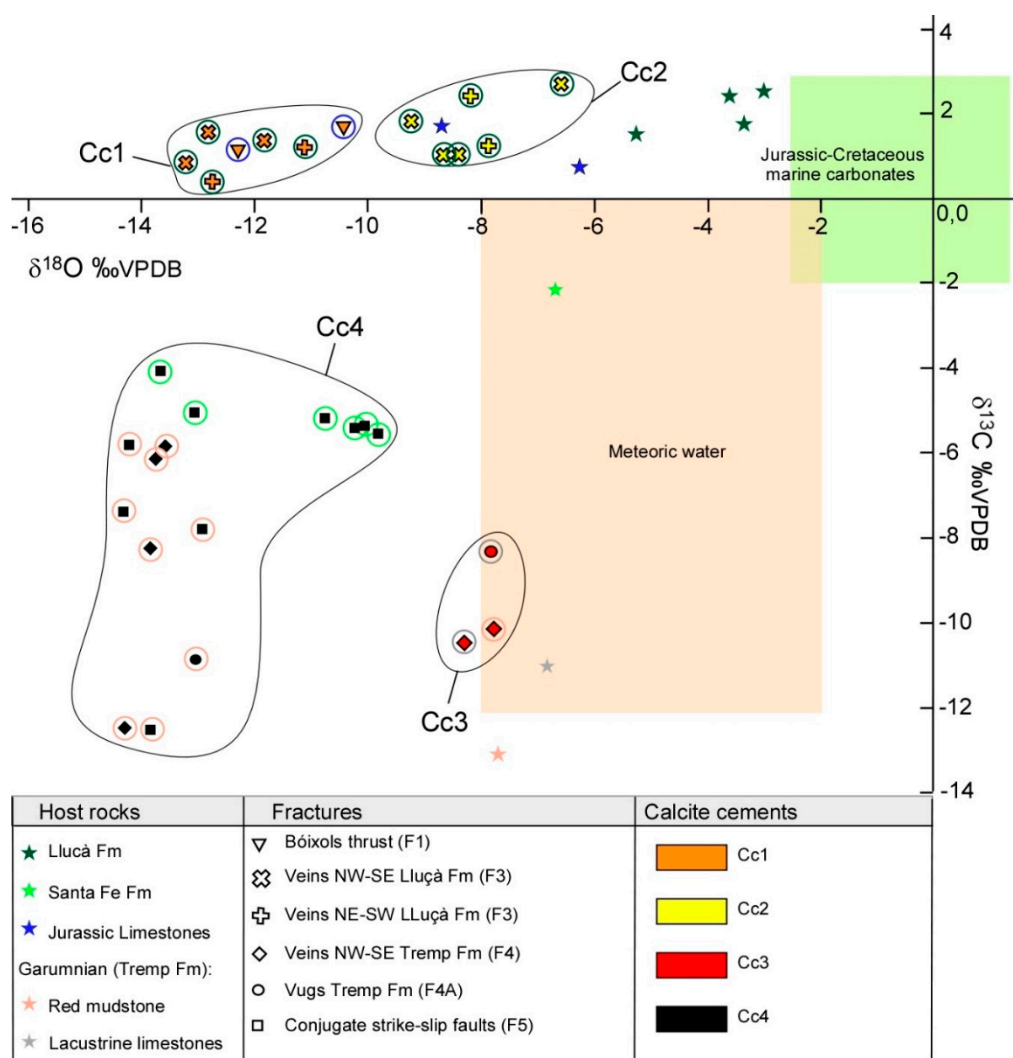 4
Cc2
2
Cc1
Jurassic-Cretaceous
marine carbonates
-16 -14 -12 -10 -8 -6 -4 -2 0,0
δ18O ‰VPDB
-2
Cc4
-4
δ13C ‰VPDB
-6
Meteoric water
-8
-10
Cc3
-12
-14
Host rocks
Llucà Fm
Santa Fe Fm
Jurassic Limestones
Garumnian (Tremp Fm):
Red mudstone
Lacustrine limestones
Fractures
Bóixols thrust (F1)
Veins NW-SE Lluçà Fm (F3)
Veins NE-SW LLuçà Fm (F3)
Veins NW-SE Tremp Fm (F4)
Vugs Tremp Fm (F4A)
Conjugate strike-slip faults (F5)
Calcite cements
Cc1
Cc2
Cc3
Cc4